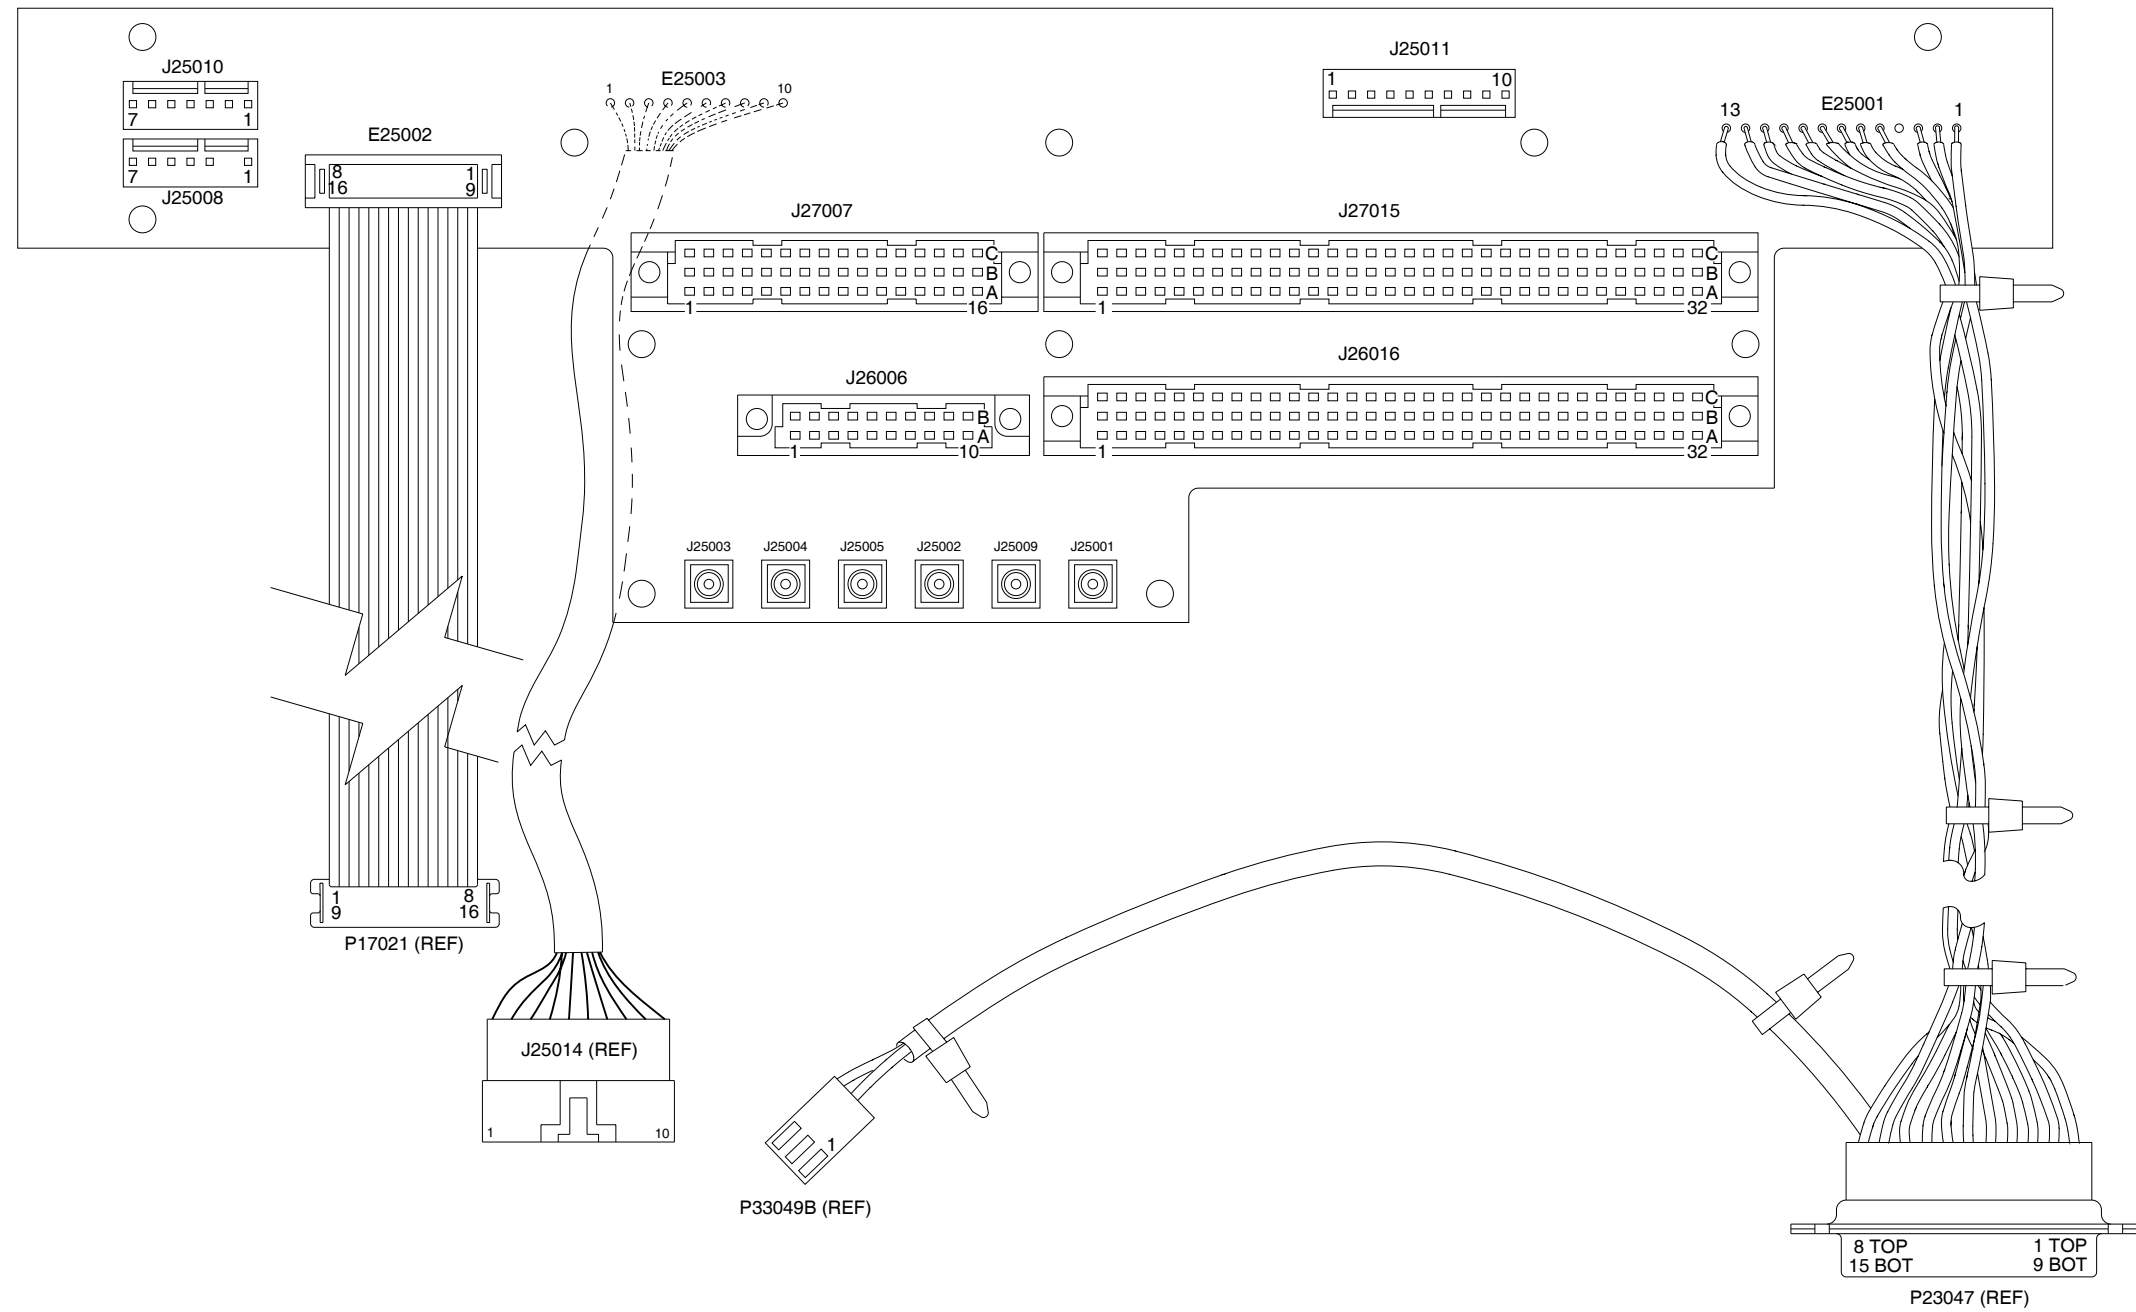 J25010
7 1
7 1
J25008
E25002
8 1
16 9
1 E25003 10
J25011
1 10
13 E25001 1
J27007
C
B
A
1 16
J27015
C
B
A
1 32
J26006
B
A
1 10
J26016
C
B
A
1 32
J25003 J25004 J25005 J25002 J25009 J25001
1 8
9 16
P17021 (REF)
J25014 (REF)
1 10
1
P33049B (REF)
8 TOP 1 TOP
15 BOT 9 BOT
P23047 (REF)